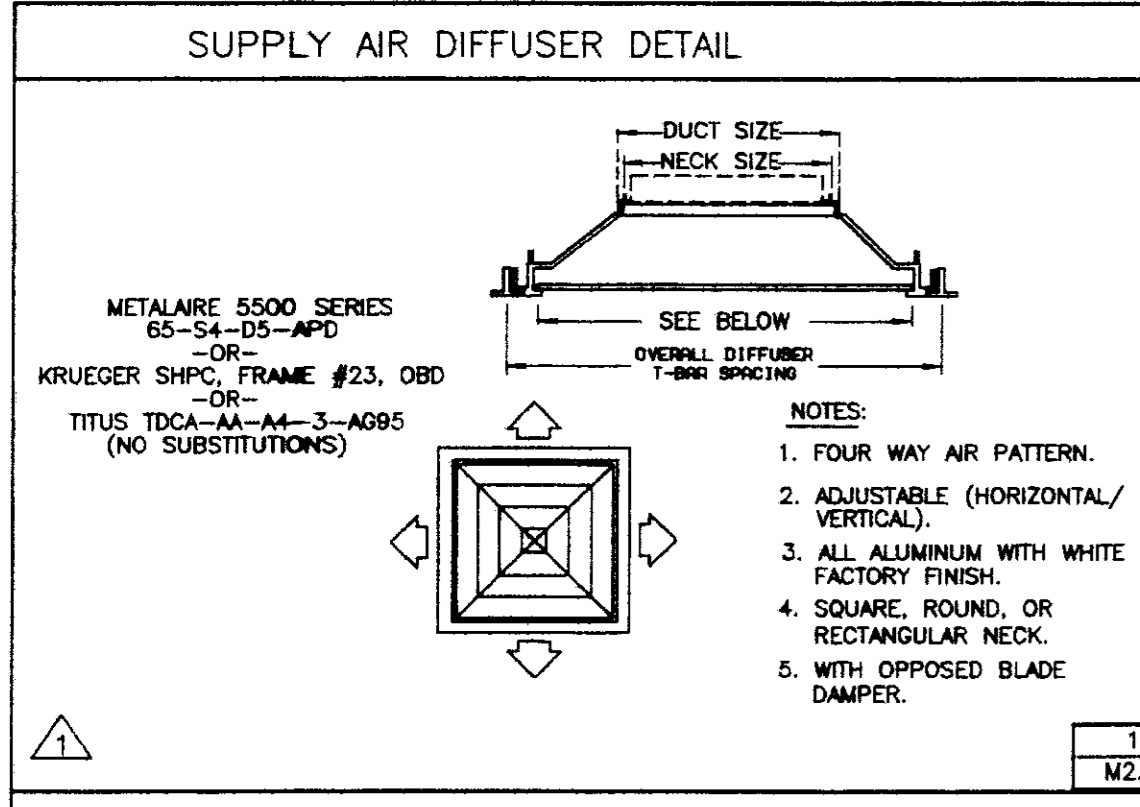 SUPPLY AIR DIFFUSER DETAIL
DUCT SIZE
NECK SIZE
SEE BELOW
OVERALL DIFFUSER
T-BAR SPACING
METALAIRE 5500 SERIES
65-S4-D5-APD
-OR-
KRUEGER SHPC, FRAME #23, OBD
-OR-
TITUS TDCA-AA-A4-3-AG95
(NO SUBSTITUTIONS)
NOTES:
1. FOUR WAY AIR PATTERN.
2. ADJUSTABLE (HORIZONTAL/
VERTICAL).
3. ALL ALUMINUM WITH WHITE
FACTORY FINISH.
4. SQUARE, ROUND, OR
RECTANGULAR NECK.
5. WITH OPPOSED BLADE
DAMPER.
1
1
M2.